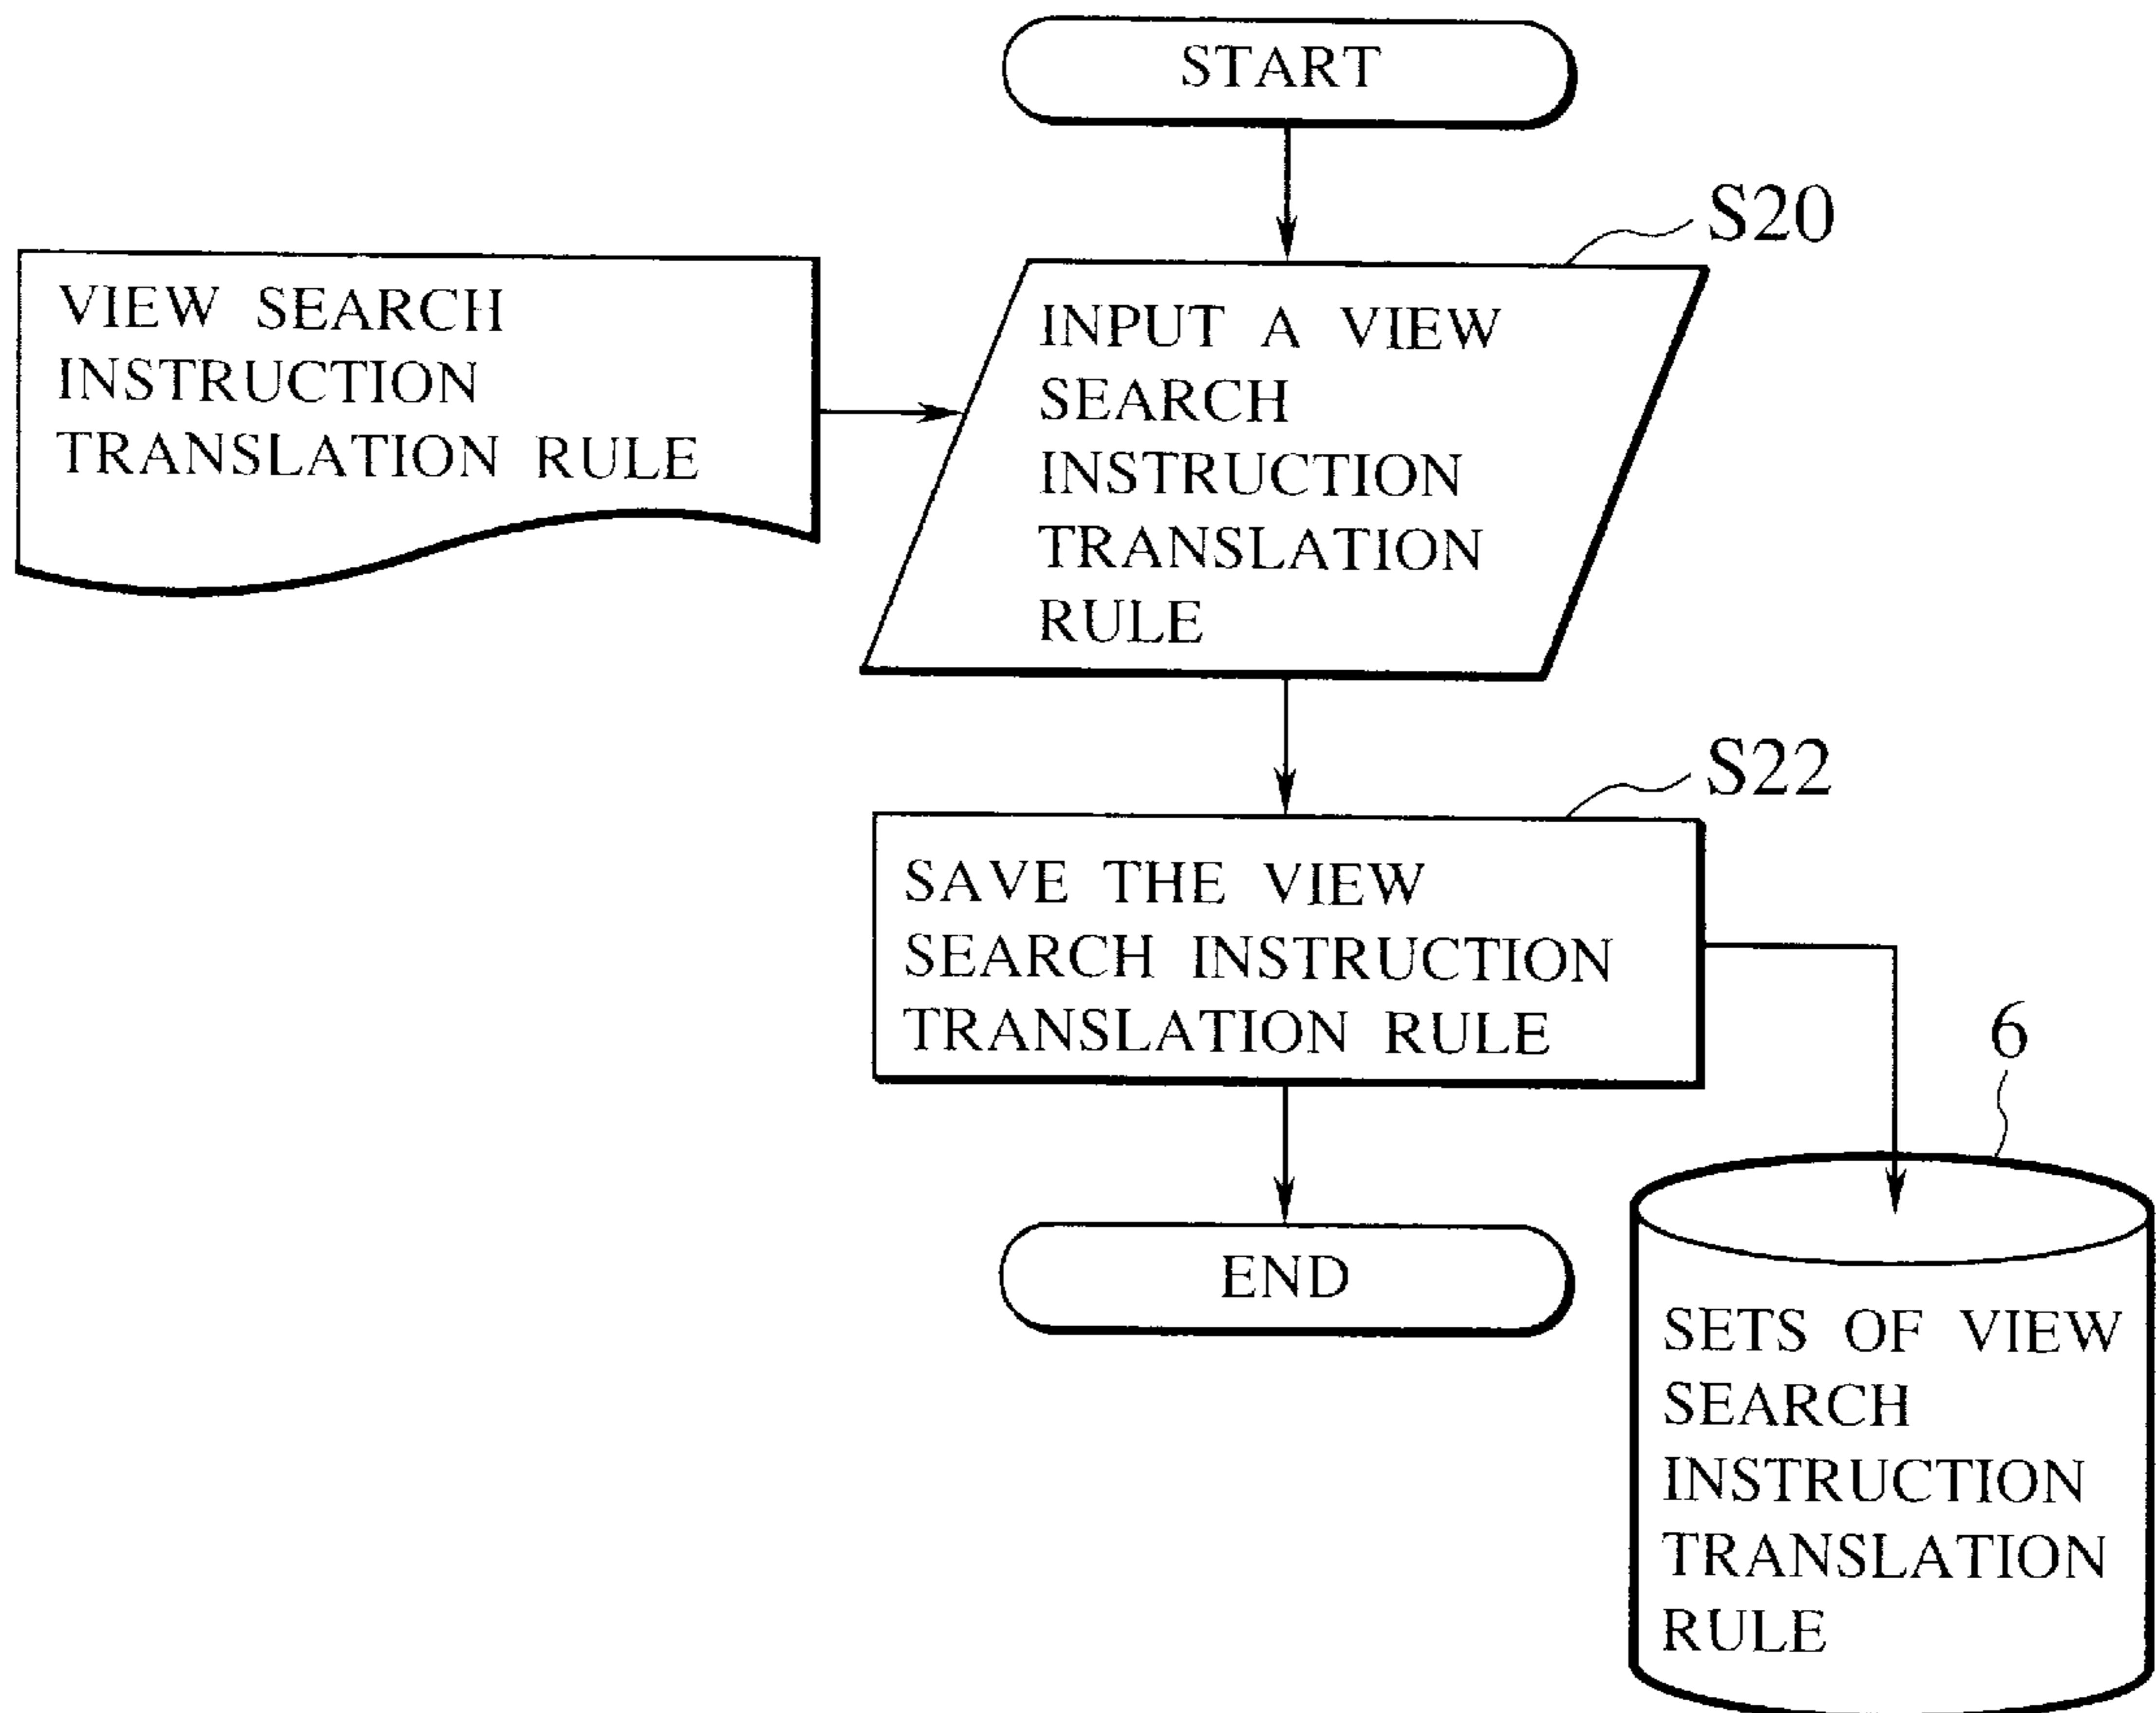 START
S20
VIEW SEARCH
INSTRUCTION
TRANSLATION RULE
INPUT A VIEW
SEARCH
INSTRUCTION
TRANSLATION
RULE
S22
SAVE THE VIEW
SEARCH INSTRUCTION
TRANSLATION RULE
6
END
SETS OF VIEW
SEARCH
INSTRUCTION
TRANSLATION
RULE